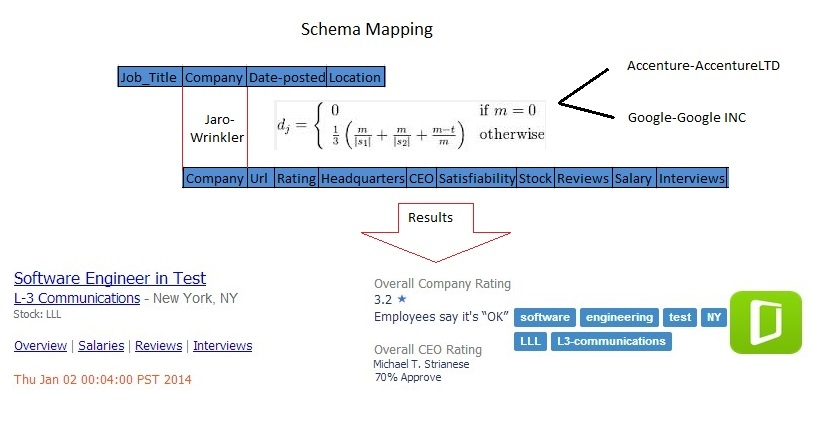 Schema Mapping
Job_Title Company Date-posted Location
Accenture-AccentureLTD
Google-Google INC
Jaro-
Wrinkler
d_j = { 0 if m = 0
1/3 ( m/|s1| + m/|s2| + m−t/m ) otherwise
Company Url Rating Headquarters CEO Satisfiability Stock Reviews Salary Interviews
Results
Software Engineer in Test
L-3 Communications - New York, NY
Stock: LLL
Overview | Salaries | Reviews | Interviews
Thu Jan 02 00:04:00 PST 2014
Overall Company Rating
3.2 ★
Employees say it's “OK”
Overall CEO Rating
Michael T. Strianese
70% Approve
software engineering test NY
LLL L3-communications